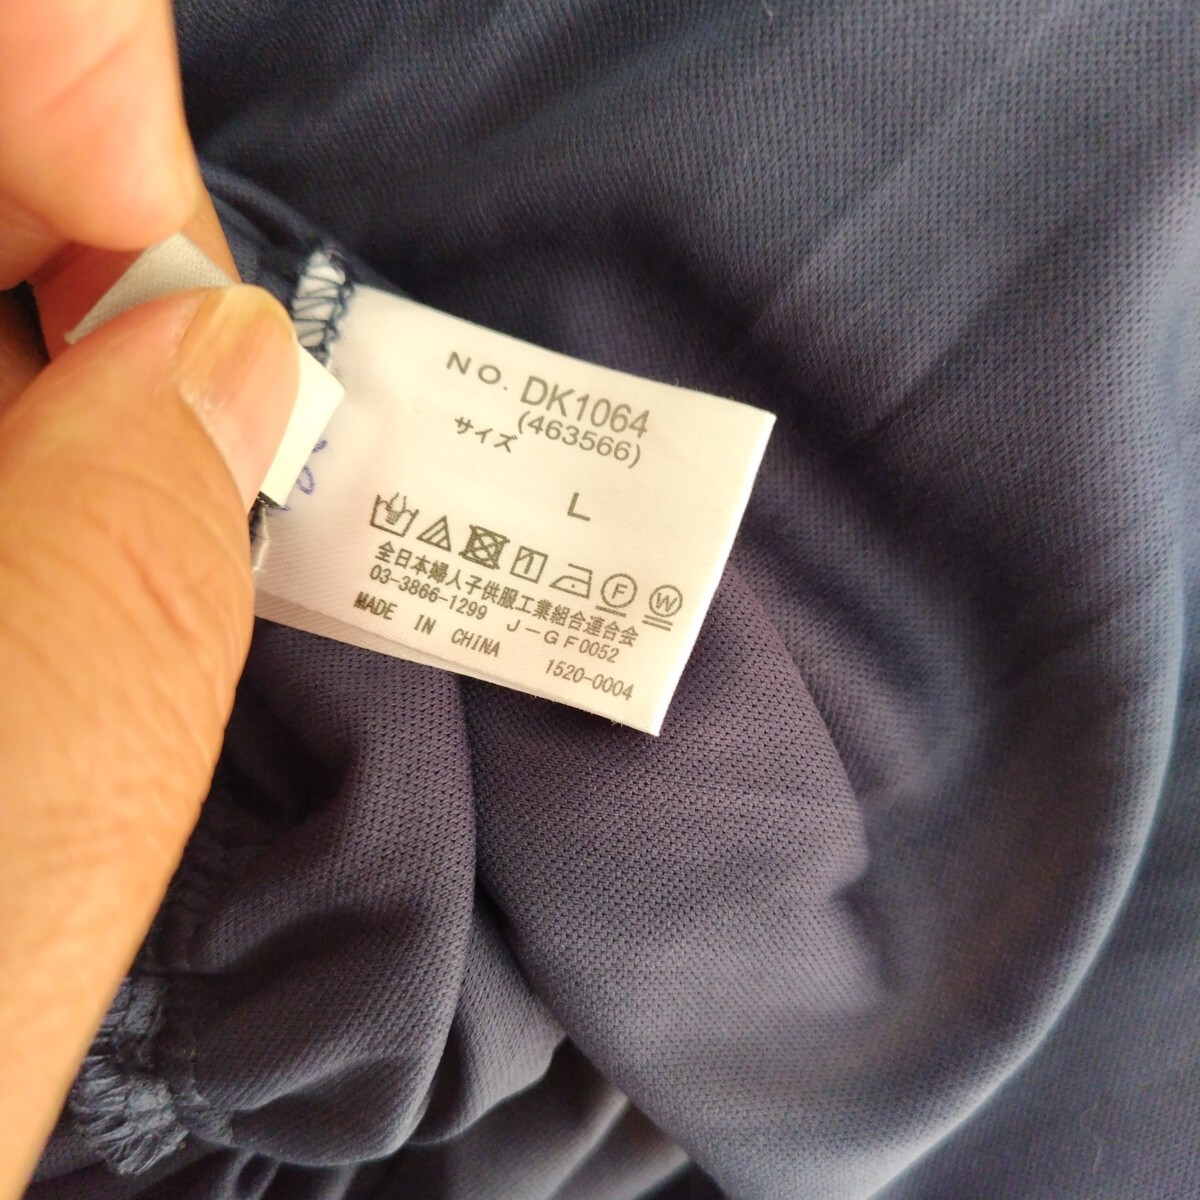 NO. DK1064
(463566)
サイズ
L
F W
全日本婦人子供服工業組合連合会
03-3866-1299 J-GF0052
MADE IN CHINA 1520-0004